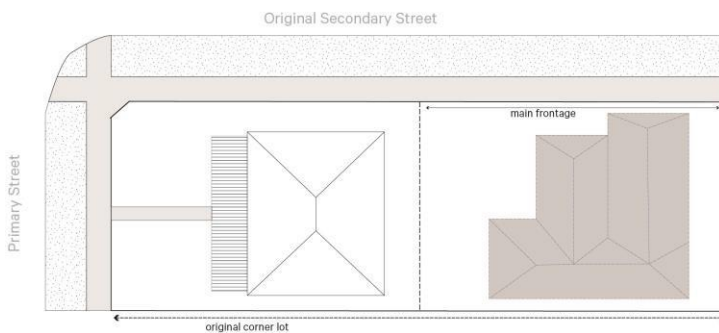 Original Secondary Street
main frontage
Primary Street
original corner lot